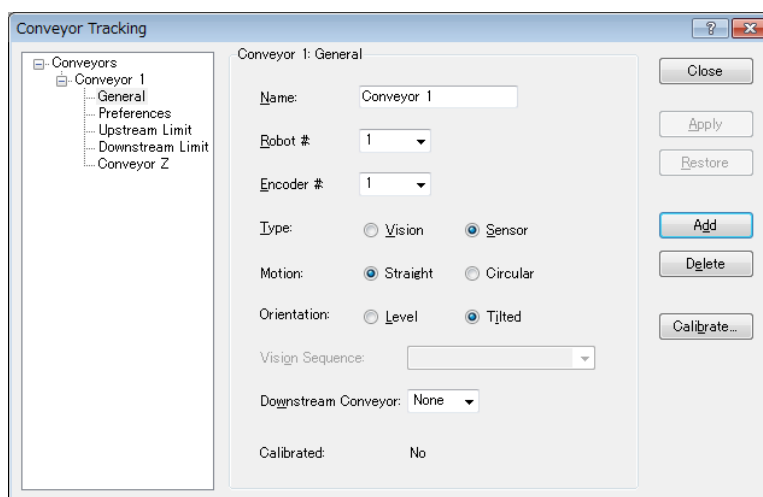 Conveyor Tracking
Conveyors
Conveyor 1
General
Preferences
Upstream Limit
Downstream Limit
Conveyor Z
Conveyor 1: General
Name: Conveyor 1
Robot #: 1
Encoder #: 1
Type: Vision Sensor
Motion: Straight Circular
Orientation: Level Tilted
Vision Sequence:
Downstream Conveyor: None
Calibrated: No
Close
Apply
Restore
Add
Delete
Calibrate...